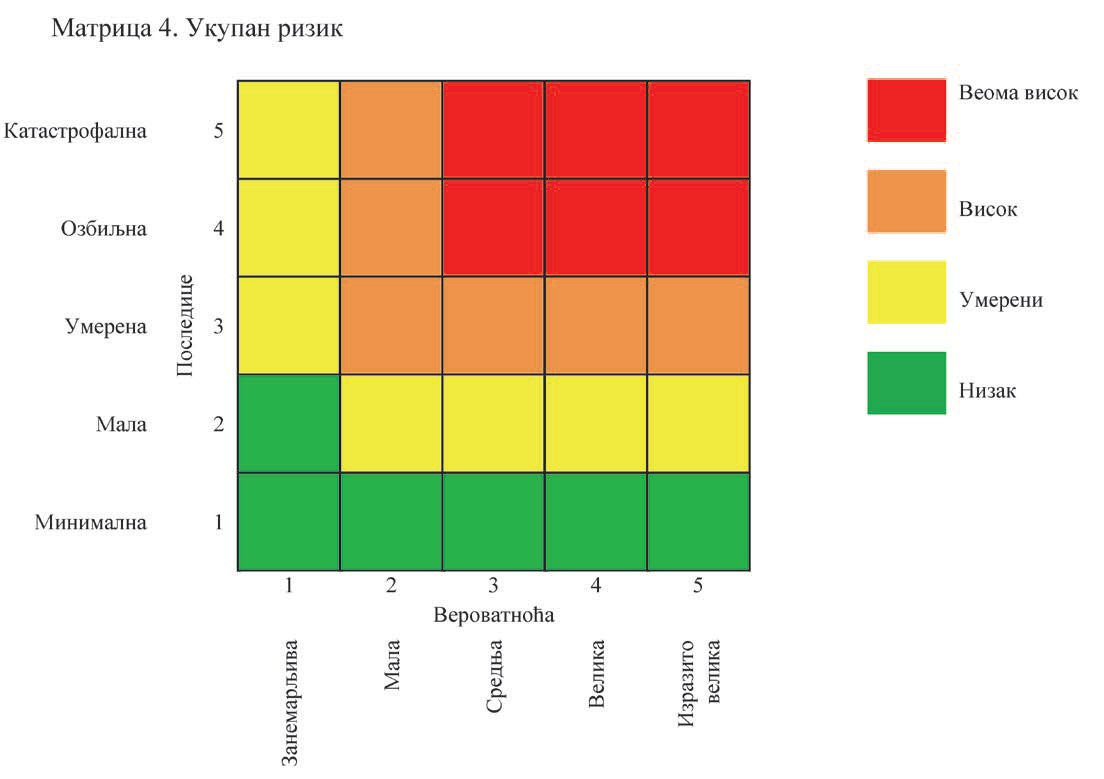 Матрица 4. Укупан ризик
Катастрофална 5
Озбиљна 4
Умерена 3
Мала 2
Минимална 1
Последице
1 2 3 4 5
Вероватноћа
Занемарљива
Мала
Средња
Велика
Изразито
велика
Веома висок
Висок
Умерени
Низак